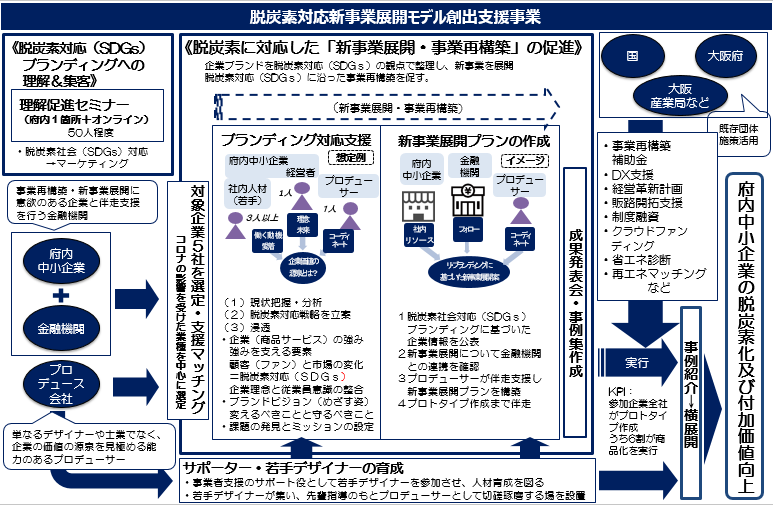 脱炭素対応新事業展開モデル創出支援事業
《脱炭素対応（SDGs）
ブランディングへの
理解＆集客》
理解促進セミナー
（府内１箇所＋オンライン）
50人程度
・脱炭素社会（SDGs）対応
→マーケティング
事業再構築・新事業展開に
意欲のある企業と伴走支援
を行う金融機関
府内
中小企業
＋
金融機関
プロ
デュース
会社
単なるデザイナーや士業でなく、
企業の価値の源泉を見極める能
力のあるプロデューサー
対象企業５社を選定・支援マッチング
コロナの影響を受けた業種を中心に選定
《脱炭素に対応した「新事業展開・事業再構築」の促進》
企業ブランドを脱炭素対応（SDGs）の観点で整理し、新事業を展開
脱炭素対応（SDGs）に沿った事業再構築を促す。
（新事業展開・事業再構築）
ブランディング対応支援
府内中小企業
経営者
想定例
社内人材
（若手）
1人
プロデュー
サー
3人以上
1人
理念
未来
働く動機
愛着
コーディ
ネート
企業価値の
源泉とは？
（１）現状把握・分析
（２）脱炭素対応戦略を立案
（３）浸透
・企業（商品サービス）の強み
強みを支える要素
顧客（ファン）と市場の変化
＝脱炭素対応（ＳＤＧｓ）
企業理念と従業員意識の整合
・ブランドビジョン（めざす姿）
変えるべきことと守るべきこと
・課題の発見とミッションの設定
新事業展開プランの作成
府内
中小企業
金融
機関
イメージ
プロデュー
サー
社内
リソース
フォロー
コーディ
ネート
リブランディングに
基づいた新事業展開案
１脱炭素社会対応（SDGs）
ブランディングに基づいた
企業情報を公表
２新事業展開について金融機関
との連携を確認
３プロデューサーが伴走支援し
新事業展開プランを構築
４プロトタイプ作成まで伴走
成果発表会・事例集作成
サポーター・若手デザイナーの育成
・事業者支援のサポート役として若手デザイナーを参加させ、人材育成を図る
・若手デザイナーが集い、先輩指導のもとプロデューサーとして切磋琢磨する場を設置
国
大阪府
大阪
産業局など
既存団体
施策活用
・事業再構築
補助金
・DX支援
・経営革新計画
・販路開拓支援
・制度融資
・クラウドファン
ディング
・省エネ診断
・再エネマッチング
など
実行
KPI：
参加企業全社
がプロトタイ
プ作成
うち6割が商
品化を実行
事例紹介→横展開
府内中小企業の脱炭素化及び付加価値向上